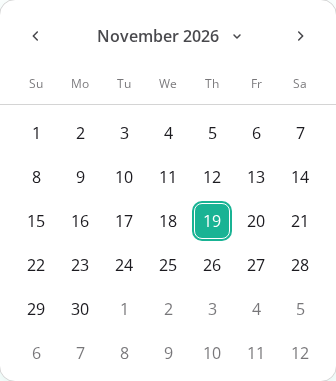 November 2026
Su Mo Tu We Th Fr Sa
1 2 3 4 5 6 7
8 9 10 11 12 13 14
15 16 17 18 19 20 21
22 23 24 25 26 27 28
29 30 1 2 3 4 5
6 7 8 9 10 11 12